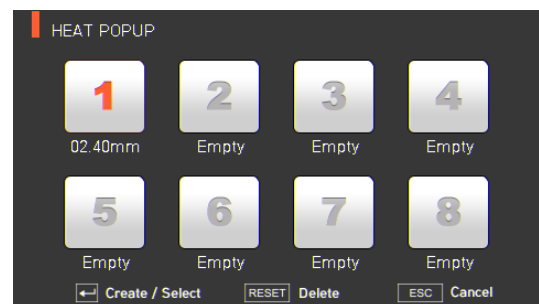 HEAT POPUP
1 2 3 4
02.40mm Empty Empty Empty
5 6 7 8
Empty Empty Empty Empty
↵ Create / Select RESET Delete ESC Cancel